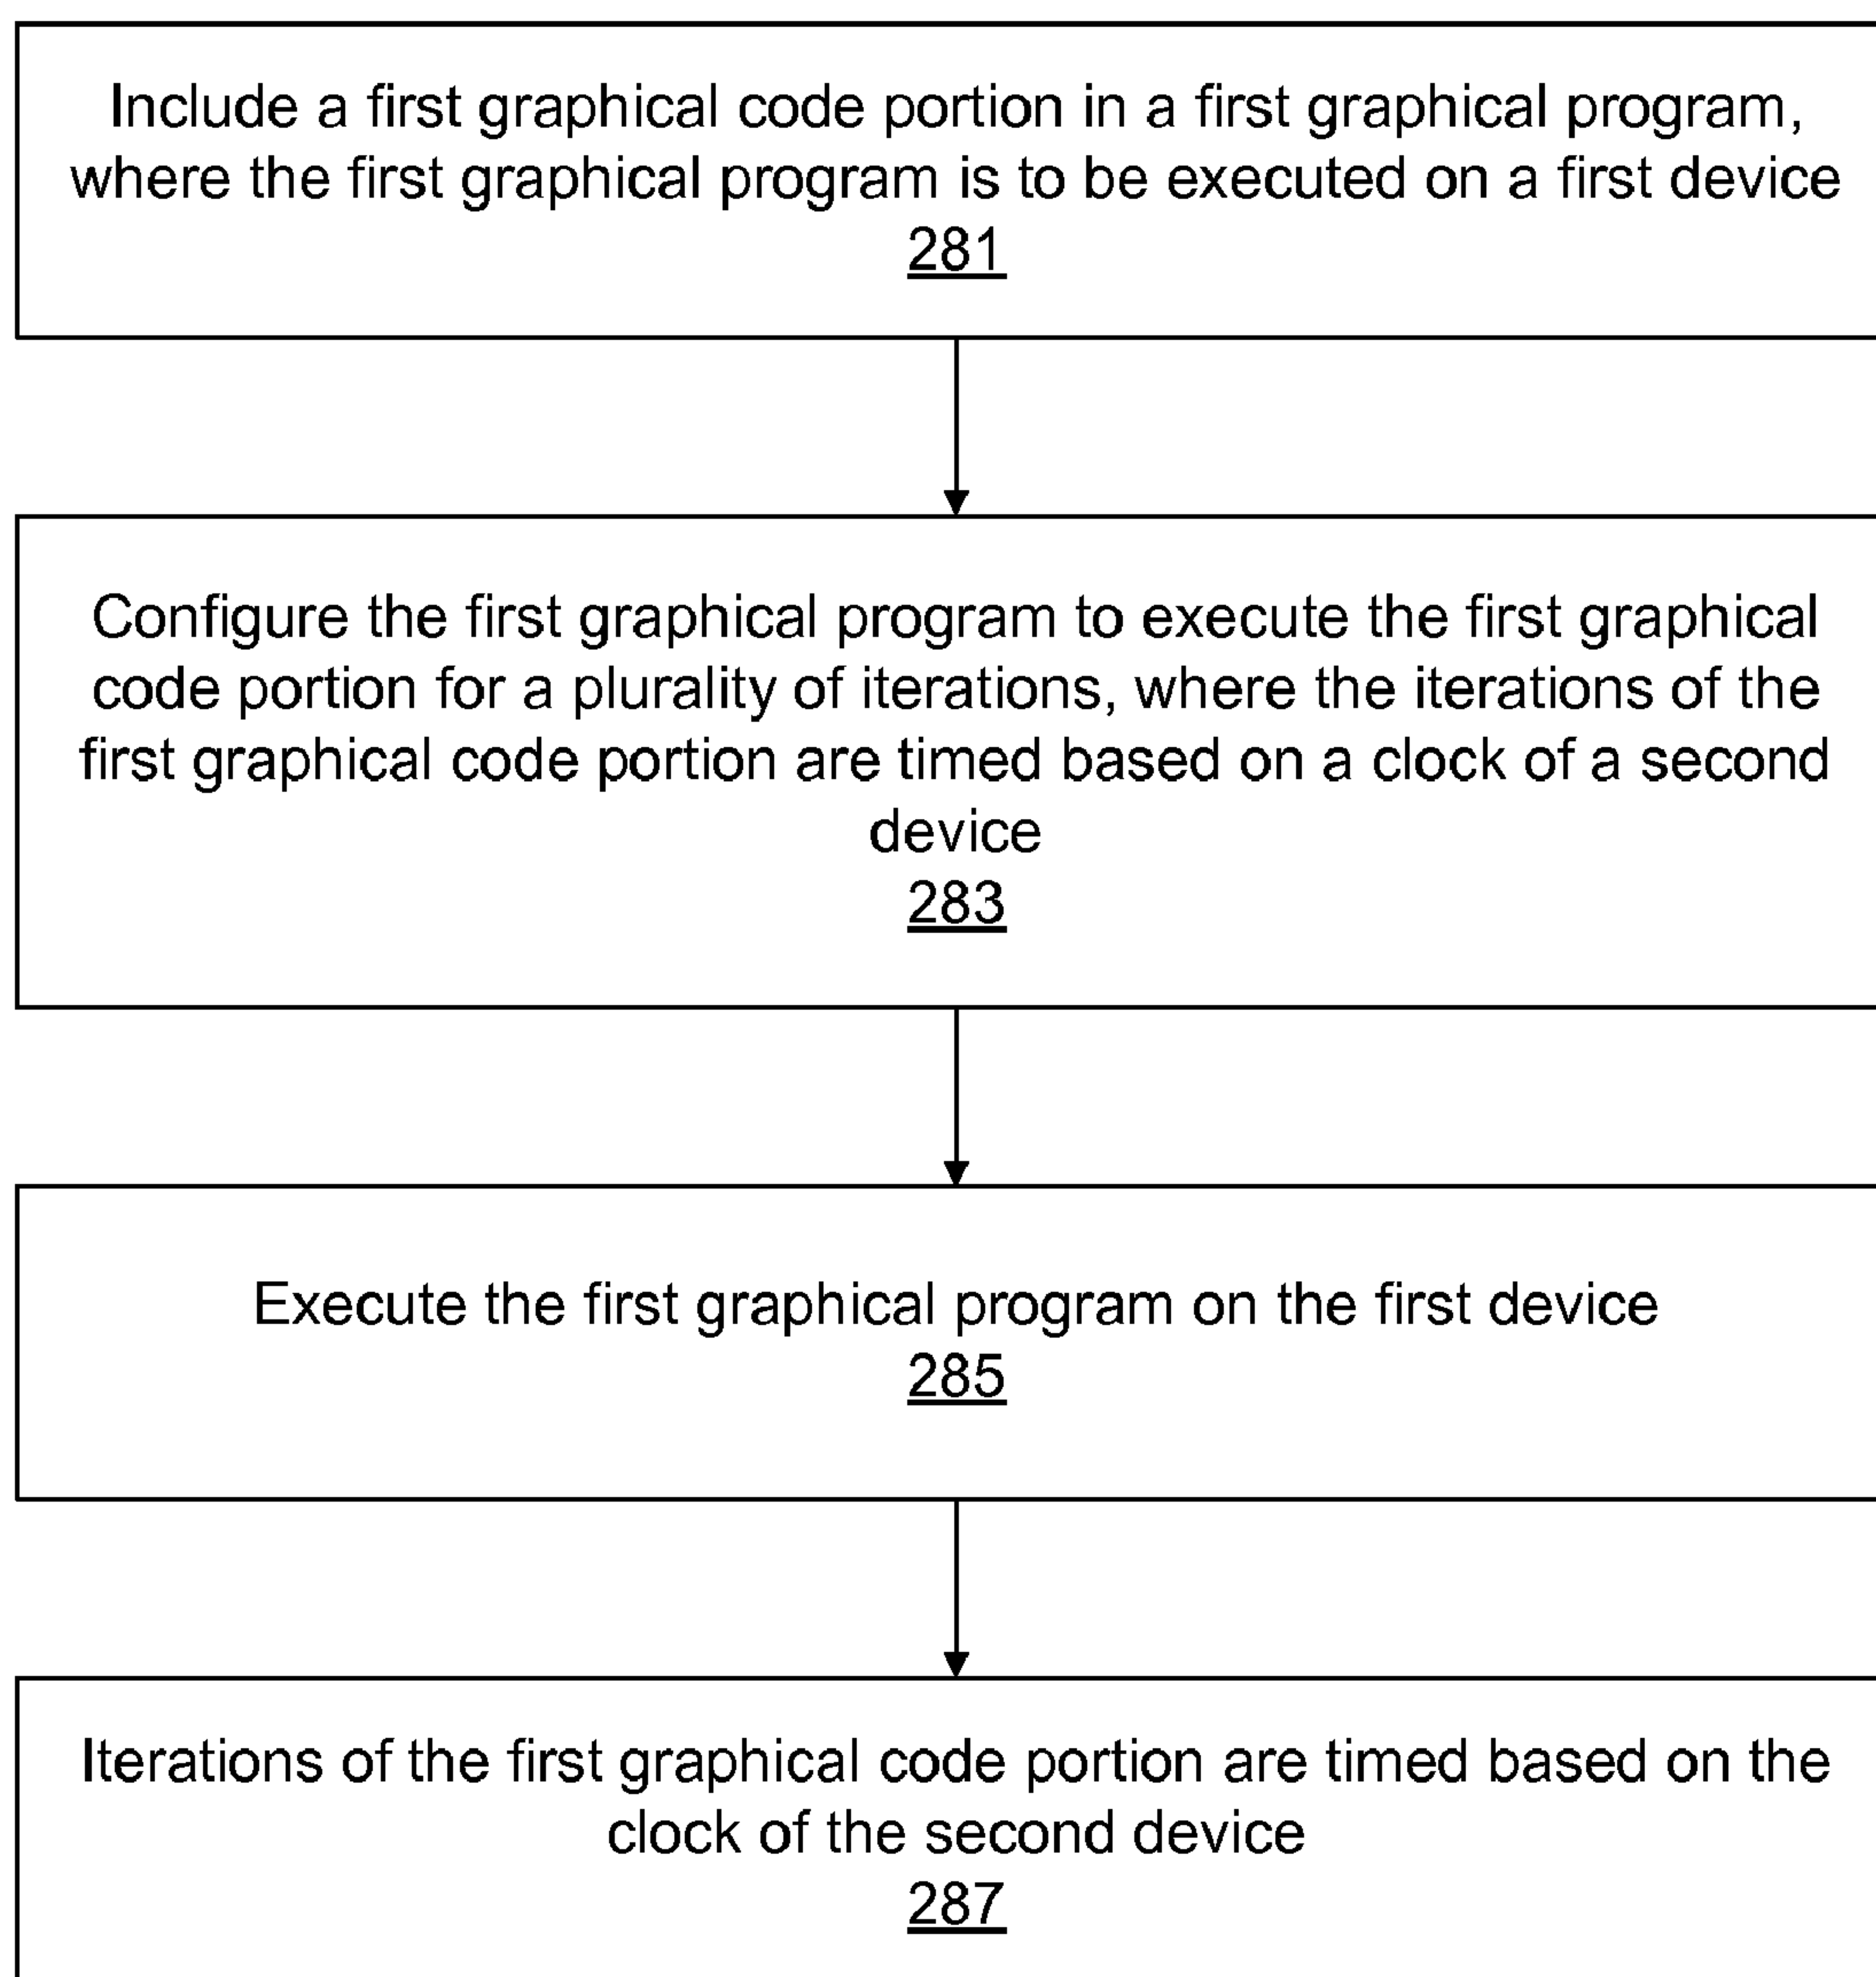 Include a first graphical code portion in a first graphical program,
where the first graphical program is to be executed on a first device
281
Configure the first graphical program to execute the first graphical
code portion for a plurality of iterations, where the iterations of the
first graphical code portion are timed based on a clock of a second
device
283
Execute the first graphical program on the first device
285
Iterations of the first graphical code portion are timed based on the
clock of the second device
287